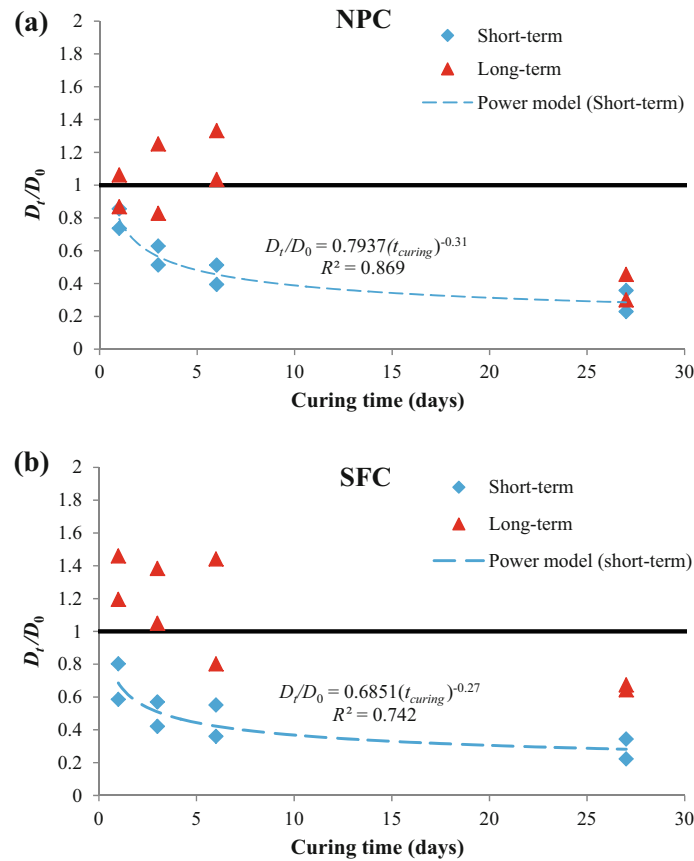 (a)
NPC
Short-term
Long-term
Power model (Short-term)
2
1.8
1.6
1.4
1.2
1
0.8
0.6
0.4
0.2
0
Dt/D0
Dt/D0 = 0.7937(tcuring)-0.31
R² = 0.869
0 5 10 15 20 25 30
Curing time (days)
(b)
SFC
Short-term
Long-term
Power model (short-term)
2
1.8
1.6
1.4
1.2
1
0.8
0.6
0.4
0.2
0
Dt/D0
Dt/D0 = 0.6851(tcuring)-0.27
R² = 0.742
0 5 10 15 20 25 30
Curing time (days)